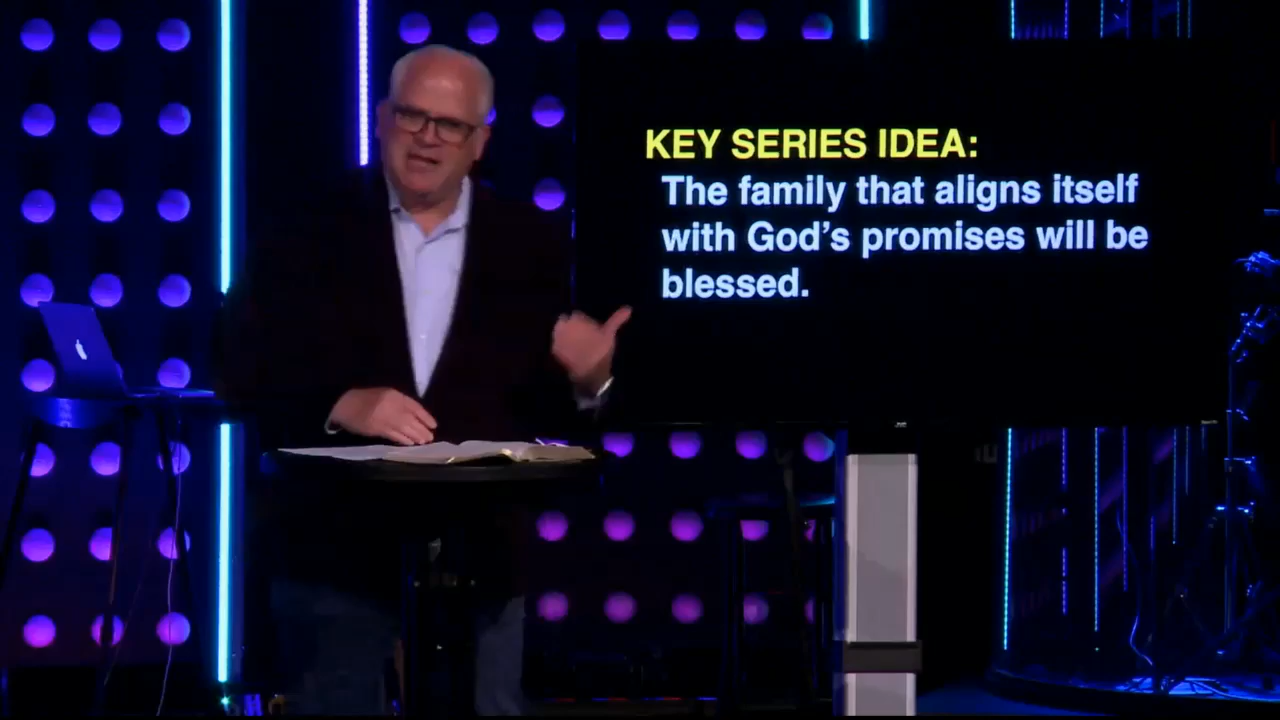 KEY SERIES IDEA:
The family that aligns itself
with God's promises will be
blessed.